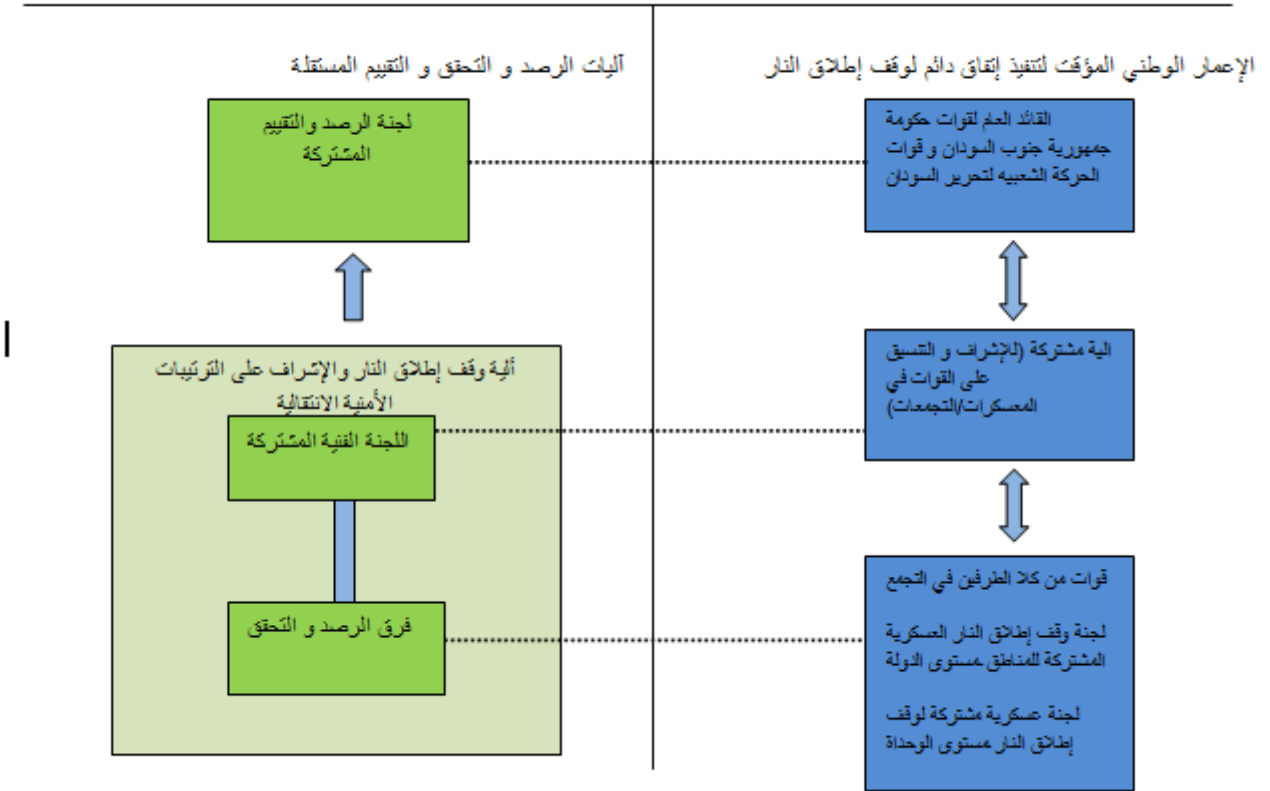 الإعمار الوطني المؤقت لتنفيذ إتفاق دائم لوقف إطلاق النار
آليات الرصد و التحقق و التقييم المستقلة
القائد العام لقوات حكومة
جمهورية جنوب السودان و قوات
الحركة الشعبيه لتحرير السودان
لجنة الرصد والتقييم
المشتركة
الية مشتركة (للإشراف و التنسيق
على القوات في
المعسكرات/التجمعات)
ألية وقف إطلاق النار والإشراف على الترتيبات
الأمنية الانتقالية
اللجنة الفنية المشتركة
قوات من كلا الطرفين في التجمع
لجنة وقف إطلاق النار العسكرية
المشتركة للمناطق.مستوى الدولة
لجنة عسكرية مشتركة لوقف
إطلاق النار.مستوى الوحداة
فرق الرصد و التحقق